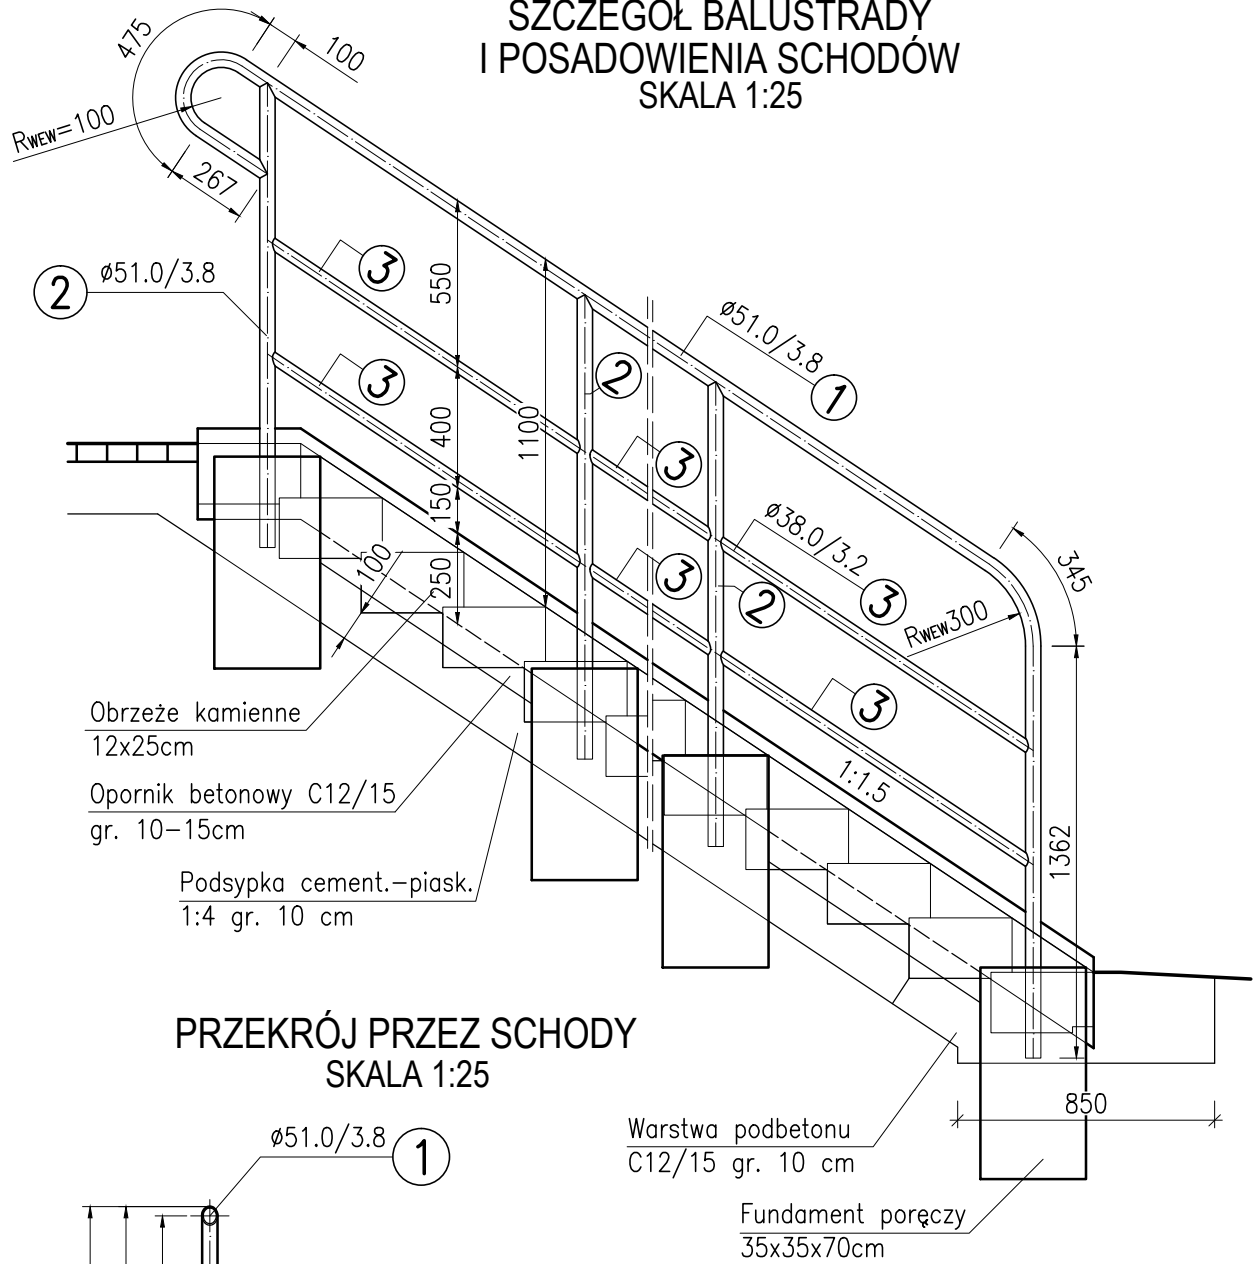 SZCZEGÓŁ BALUSTRADY
I POSADOWIENIA SCHODÓW
SKALA 1:25
475
100
RWEW=100
267
2
ø51.0/3.8
3
3
550
400
150
250
1100
100
2
ø51.0/3.8
1
3
3
ø38.0/3.2
3
2
RWEW300
345
3
1:1.5
1362
850
Obrzeże kamienne
12x25cm
Opornik betonowy C12/15
gr. 10-15cm
Podsypka cement.-piask.
1:4 gr. 10 cm
PRZEKRÓJ PRZEZ SCHODY
SKALA 1:25
ø51.0/3.8
1
Warstwa podbetonu
C12/15 gr. 10 cm
Fundament poręczy
35x35x70cm